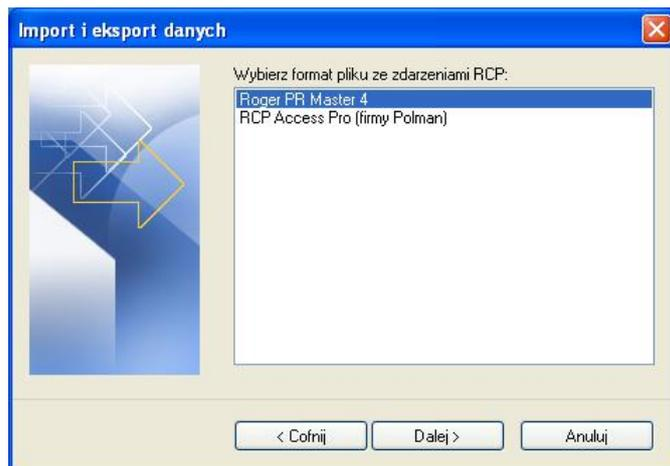 Import i eksport danych
Wybierz format pliku ze zdarzeniami RCP:
Roger PR Master 4
RCP Access Pro (firmy Polman)
< Cofnij
Dalej >
Anuluj